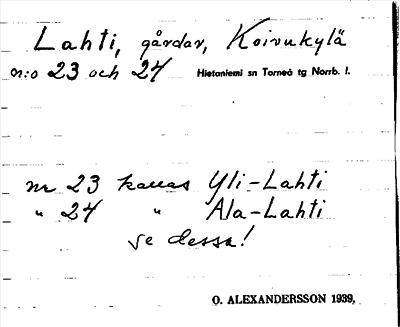 Lahti, gårdar, Koivukylä
n:o 23 och 24 Hietaniemi sn Torneå tg Norrb. l.
nr 23 kallas Yli-Lahti
" 24 " Ala-Lahti
se dessa!
O. ALEXANDERSSON 1939,